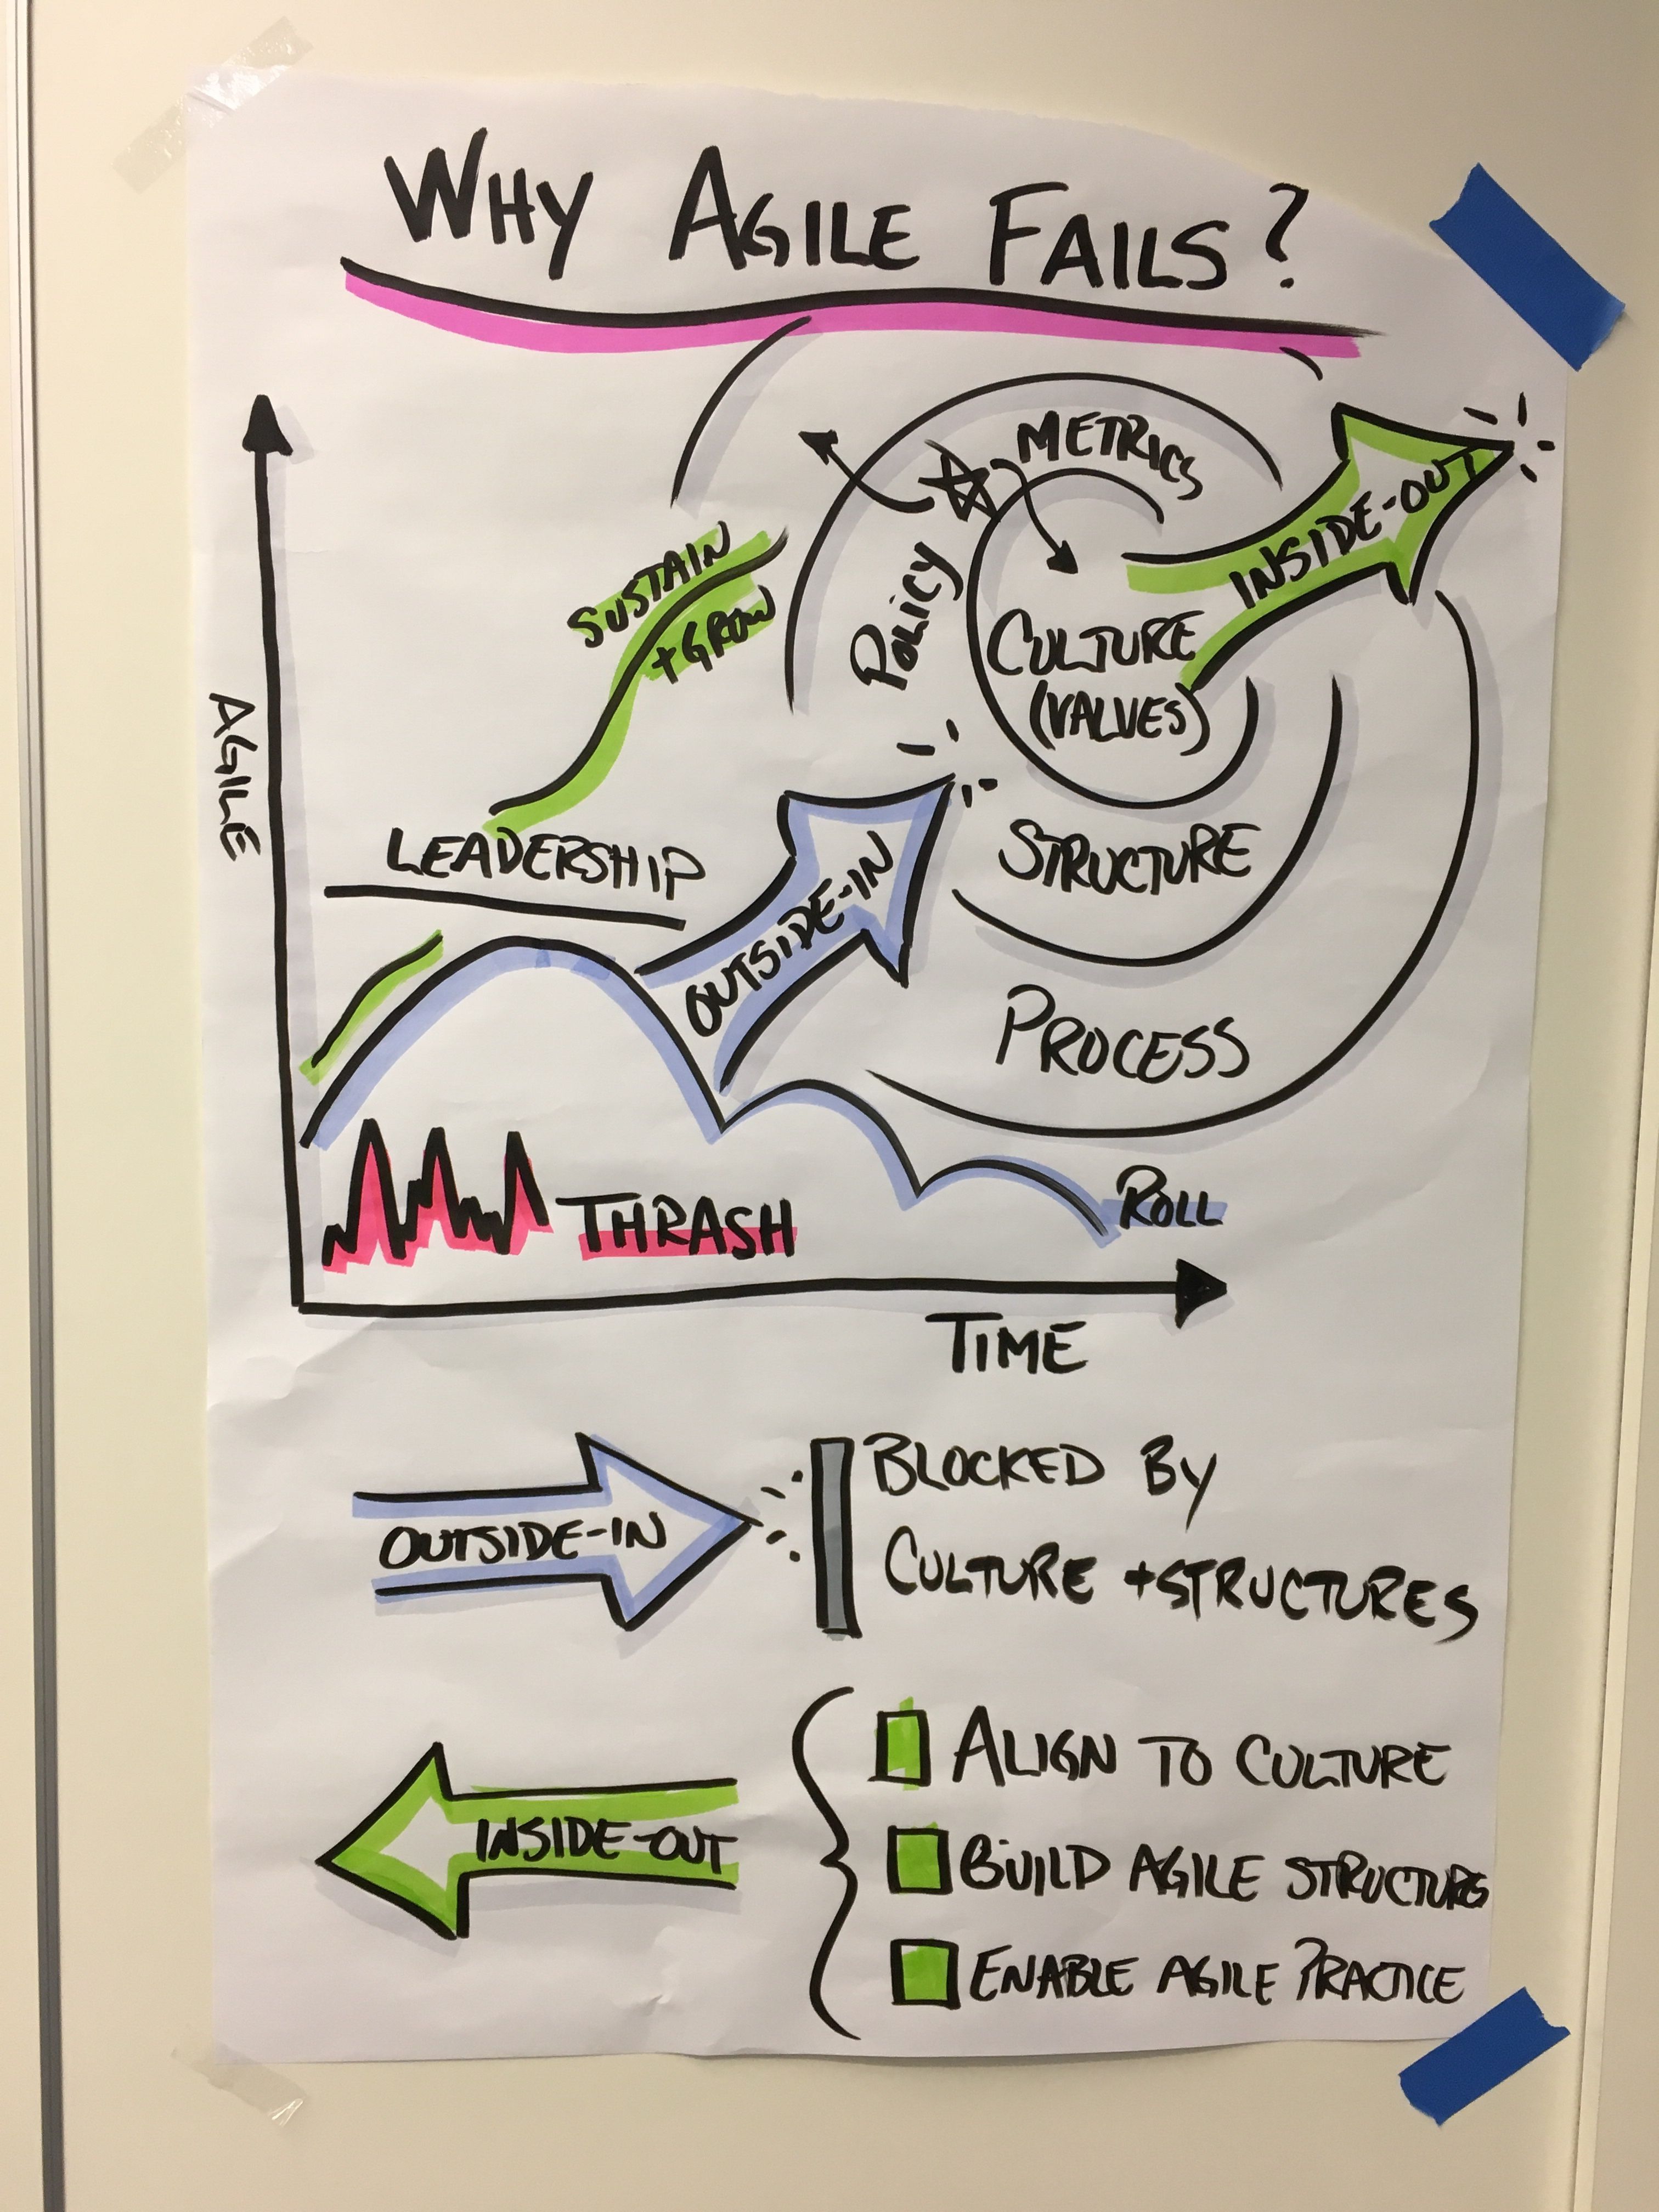 WHY AGILE FAILS?
METRICS
INSIDE-OUT
SUSTAIN
+GROW
POLICY
CULTURE
(VALUES)
AGILE
LEADERSHIP
OUTSIDE-IN
STRUCTURE
PROCESS
THRASH
ROLL
TIME
OUTSIDE-IN
BLOCKED BY
CULTURE +STRUCTURES
INSIDE-OUT
ALIGN TO CULTURE
BUILD AGILE STRUCTURES
ENABLE AGILE PRACTICE